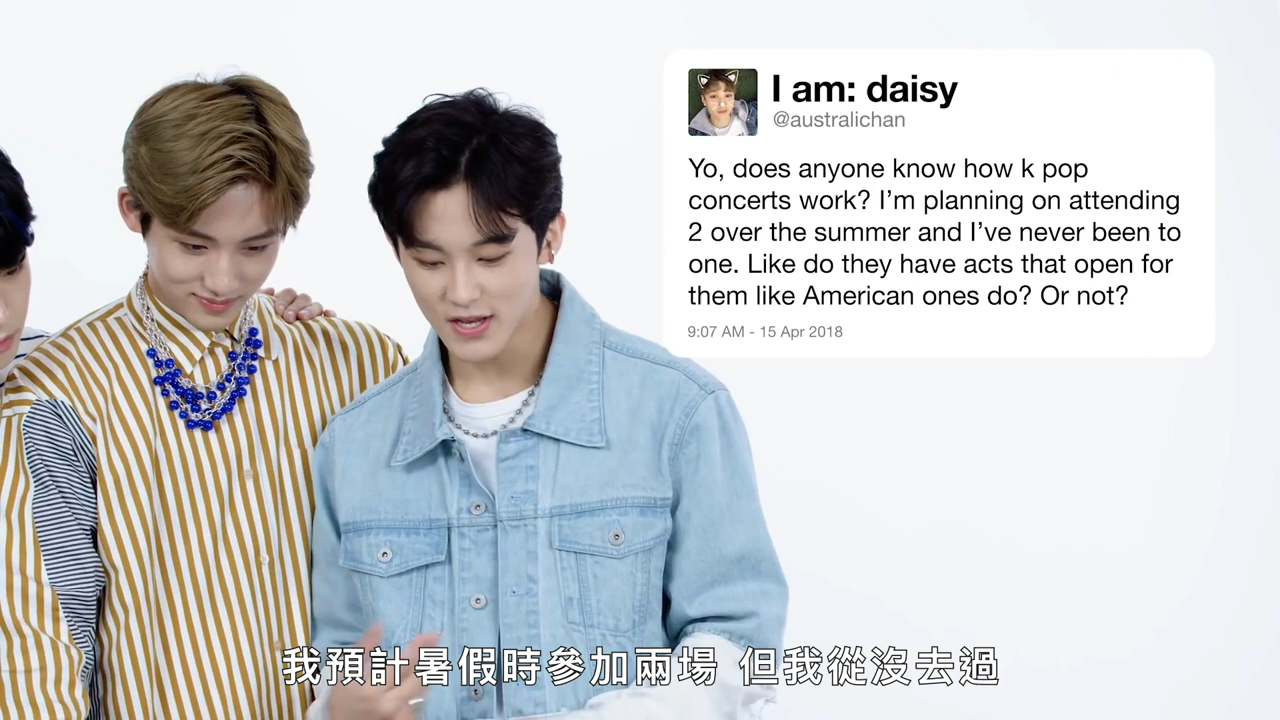 I am: daisy
@australichan
Yo, does anyone know how k pop
concerts work? I’m planning on attending
2 over the summer and I’ve never been to
one. Like do they have acts that open for
them like American ones do? Or not?
9:07 AM - 15 Apr 2018
我預計暑假時參加兩場 但我從沒去過